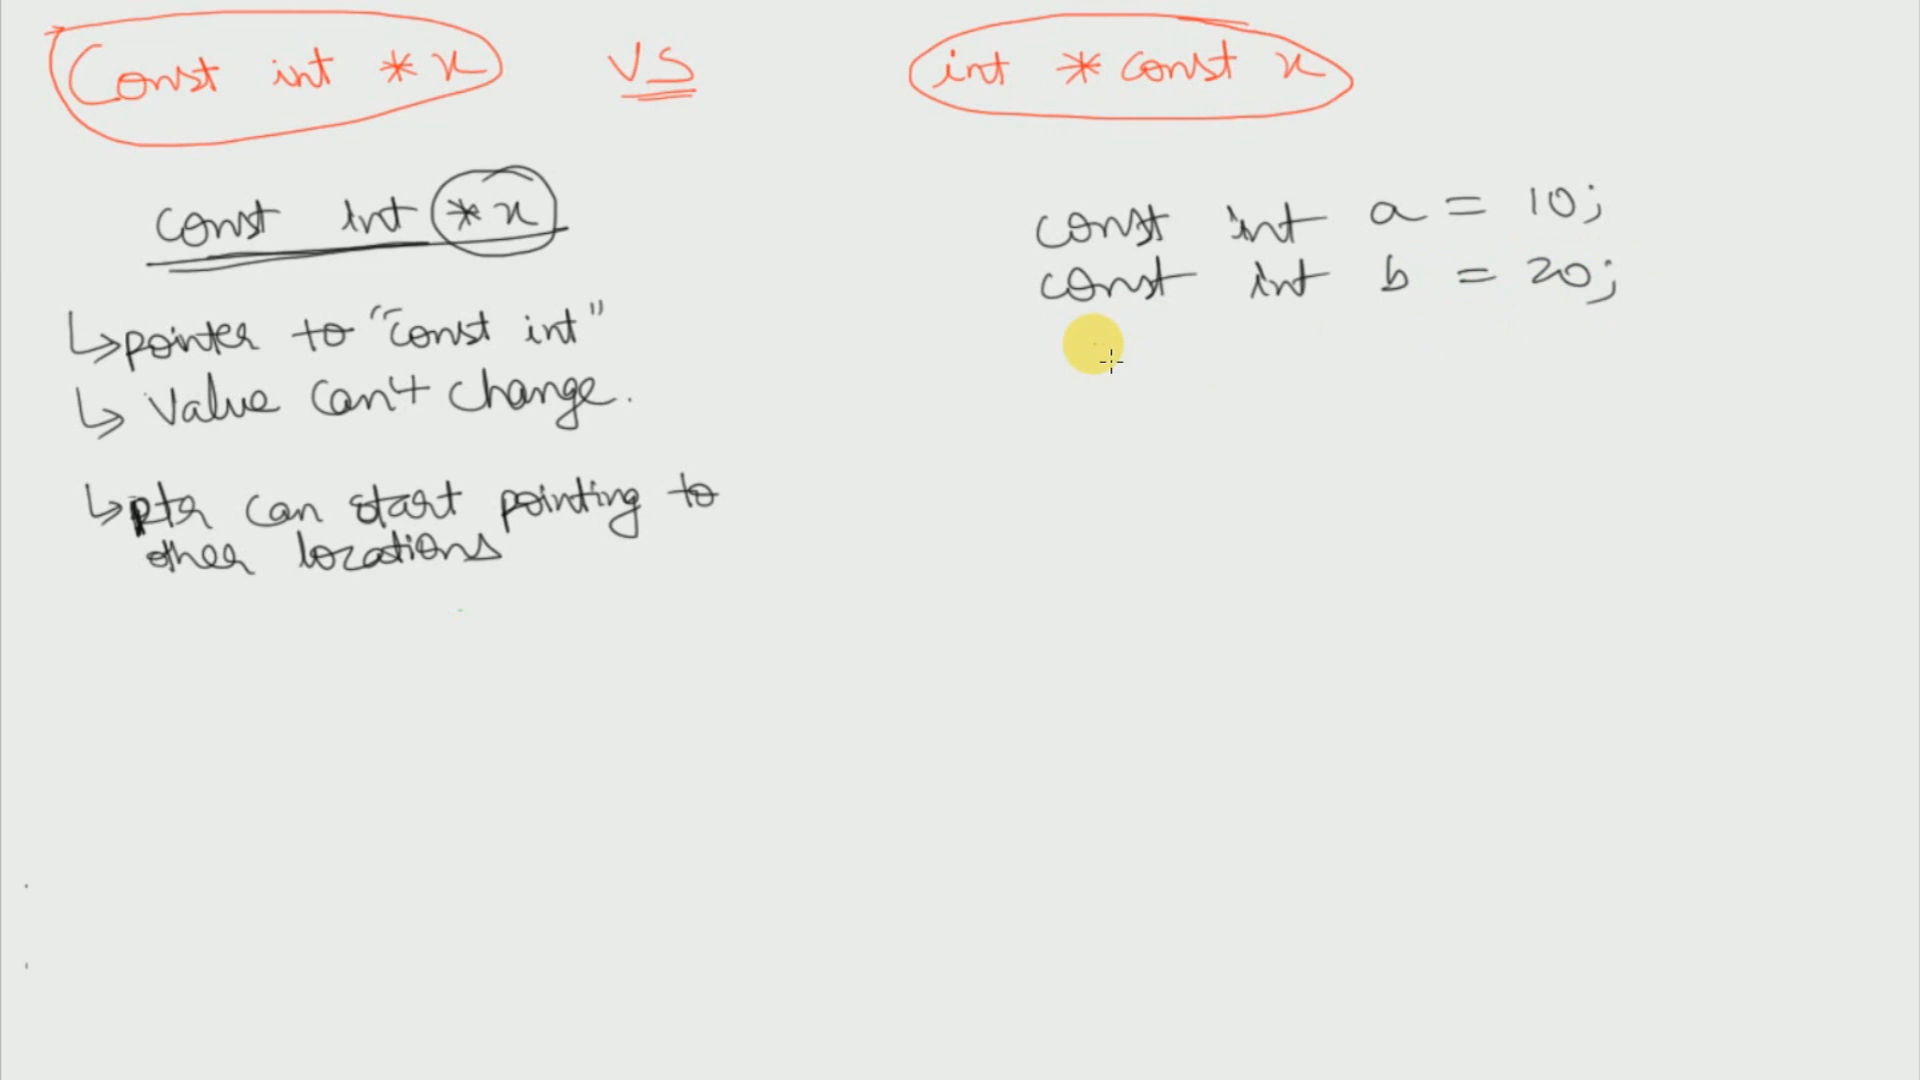 Const int *x VS int *const x
const int *x
↳ pointer to "const int"
↳ Value can't change.
↳ ptr can start pointing to
other locations
const int a = 10;
const int b = 20;